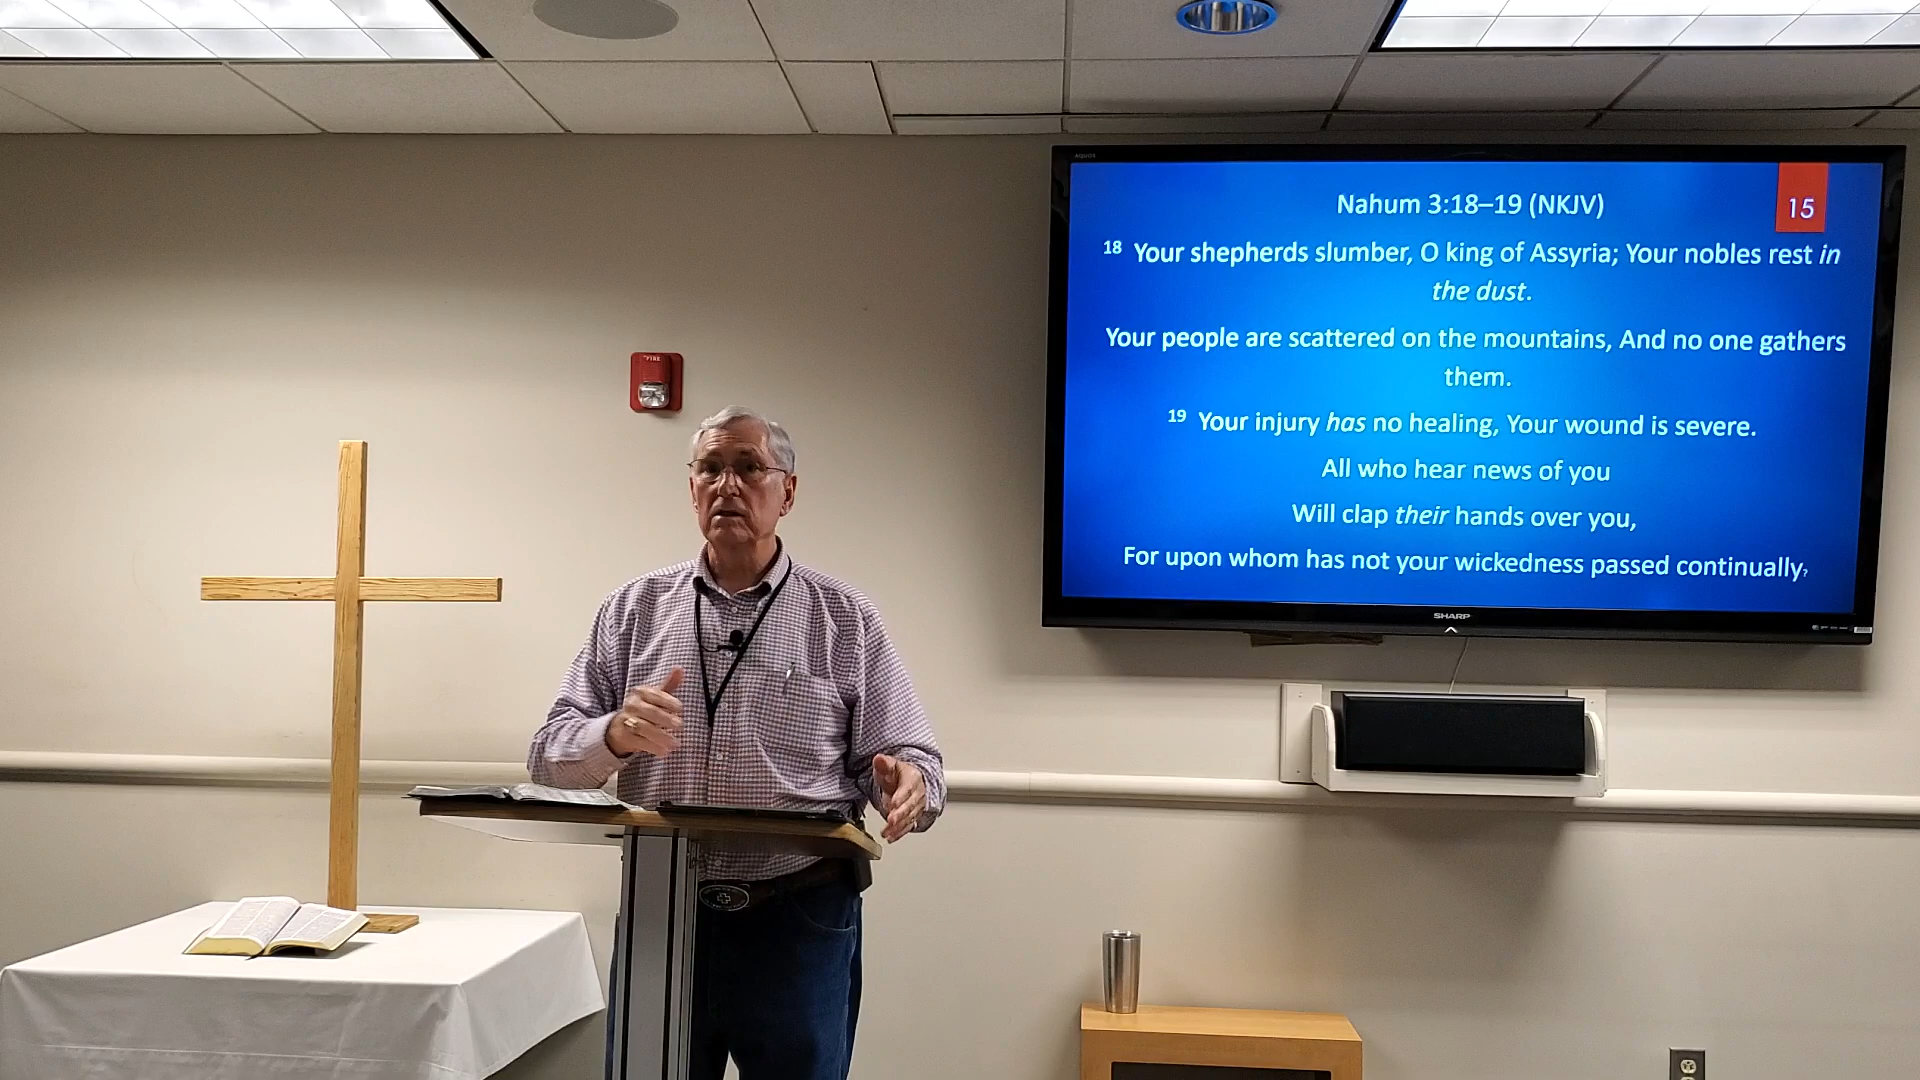 AQUOS
Nahum 3:18–19 (NKJV)
15
18 Your shepherds slumber, O king of Assyria; Your nobles rest in
the dust.
Your people are scattered on the mountains, And no one gathers
them.
19 Your injury has no healing, Your wound is severe.
All who hear news of you
Will clap their hands over you,
For upon whom has not your wickedness passed continually?
SHARP
FIRE